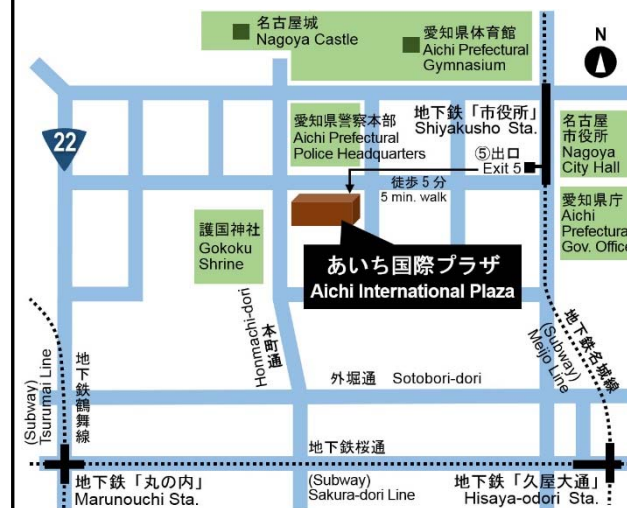 名古屋城
Nagoya Castle
愛知県体育館
Aichi Prefectural
Gymnasium
N
22
愛知県警察本部
Aichi Prefectural
Police Headquarters
地下鉄「市役所」
Shiyakusho Sta.
⑤出口
Exit 5
徒歩5分
5 min. walk
名古屋
市役所
Nagoya
City Hall
愛知県庁
Aichi
Prefectural
Gov. Office
護国神社
Gokoku
Shrine
あいち国際プラザ
Aichi International Plaza
本町通
Honmachi-dori
地下鉄名城線
(Subway)
Meijo Line
外堀通 Sotobori-dori
地下鉄鶴舞線
(Subway)
Tsurumai Line
地下鉄桜通
(Subway)
Sakura-dori Line
地下鉄「丸の内」
Marunouchi Sta.
地下鉄「久屋大通」
Hisaya-odori Sta.